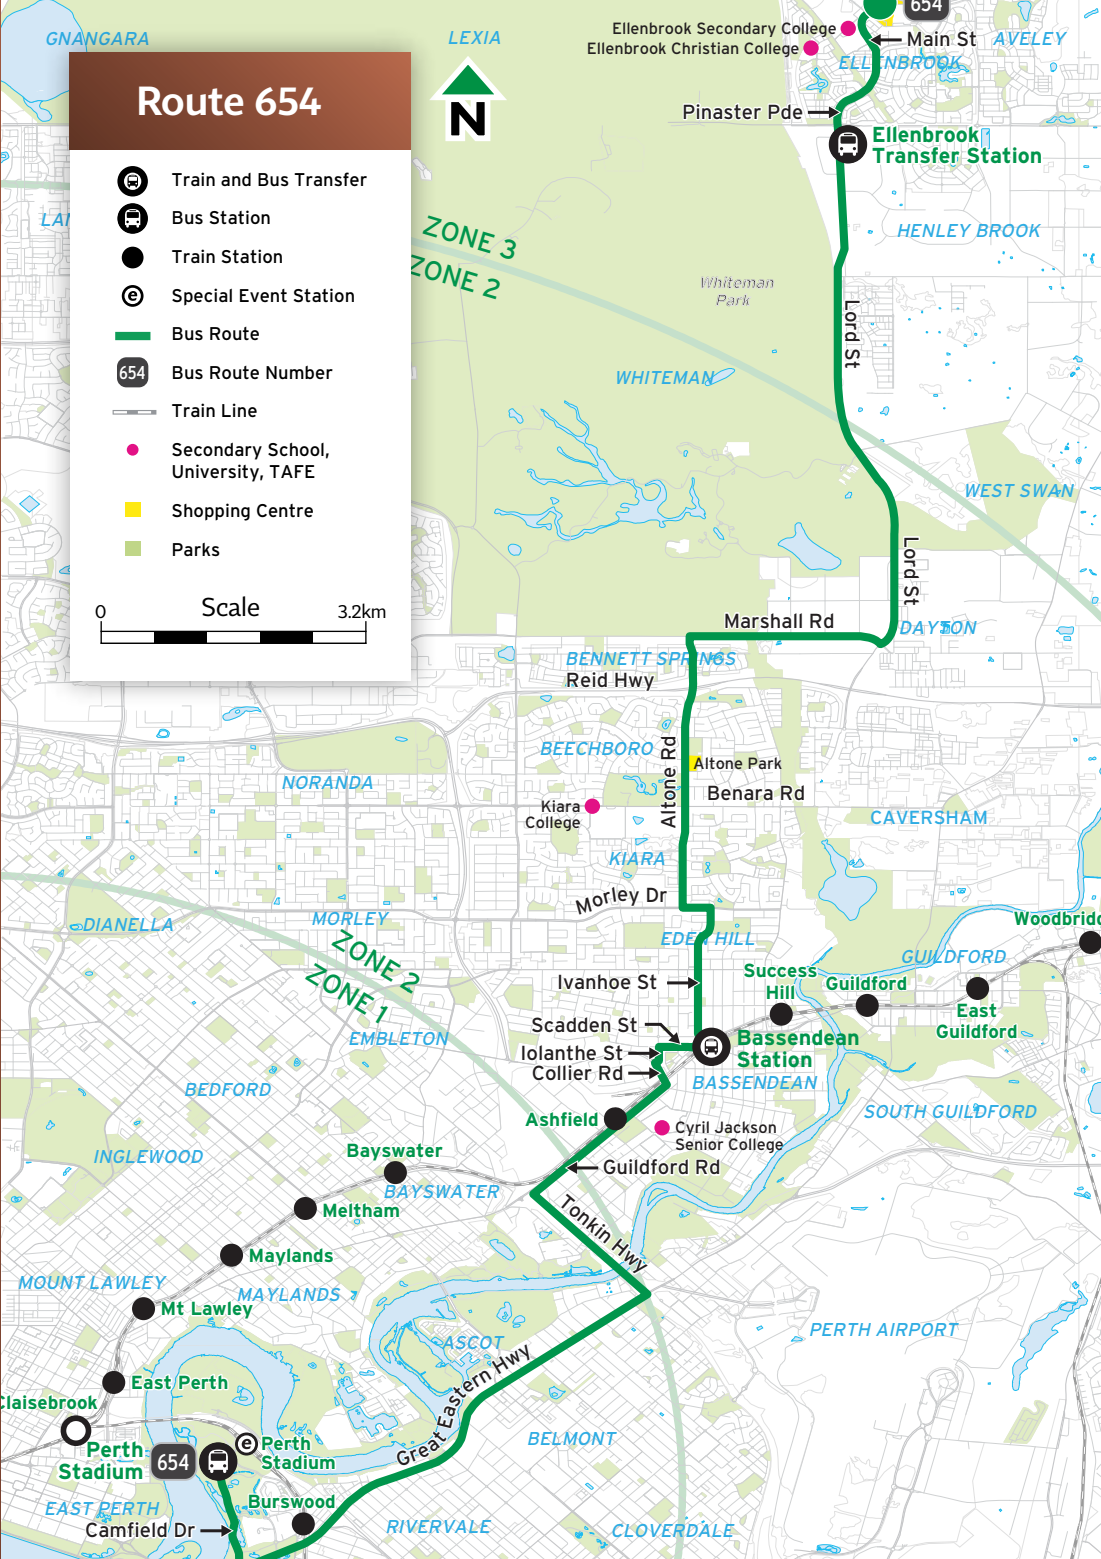 654
Ellenbrook Secondary College
Ellenbrook Christian College
Main St
AVELEY
ELLENBROOK
GNANGARA
LEXIA
N
Route 654
Pinaster Pde
Ellenbrook
Transfer Station
Train and Bus Transfer
Bus Station
Train Station
e Special Event Station
Bus Route
654 Bus Route Number
Train Line
Secondary School,
University, TAFE
Shopping Centre
Parks
Scale
0 3.2km
ZONE 3
ZONE 2
HENLEY BROOK
Whiteman
Park
Lord St
WHITEMAN
WEST SWAN
Lord St
Marshall Rd
DAYTON
BENNETT SPRINGS
Reid Hwy
BEECHBORO
Altone Rd
Altone Park
Benara Rd
NORANDA
Kiara
College
CAVERSHAM
KIARA
Morley Dr
DIANELLA
MORLEY
EDEN HILL
ZONE 2
ZONE 1
Woodbridg
GUILDFORD
Ivanhoe St
Success
Hill
Guildford
East
Guildford
Scadden St
EMBLETON
Iolanthe St
Collier Rd
Bassendean
Station
BASSENDEAN
BEDFORD
SOUTH GUILDFORD
Ashfield
Cyril Jackson
Senior College
INGLEWOOD
Bayswater
Guildford Rd
BAYSWATER
Meltham
Tonkin Hwy
Maylands
MOUNT LAWLEY
MAYLANDS
Mt Lawley
PERTH AIRPORT
ASCOT
East Perth
Great Eastern Hwy
Claisebrook
Perth
Stadium
654
e
Perth
Stadium
BELMONT
Burswood
EAST PERTH
Camfield Dr
RIVERVALE
CLOVERDALE